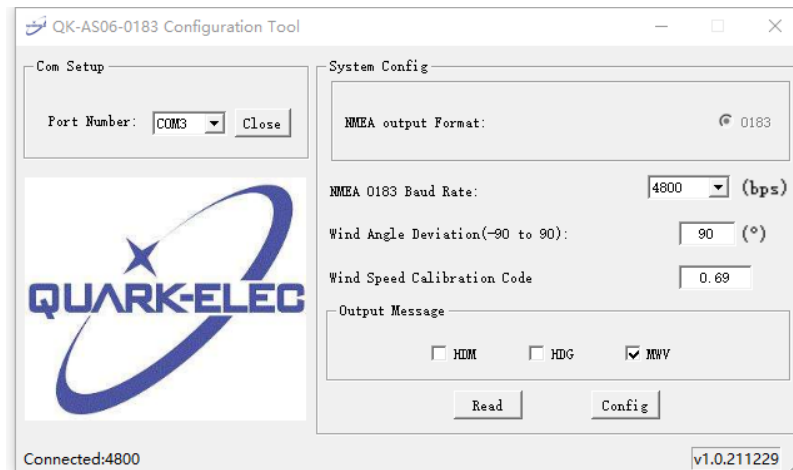 QK-AS06-0183 Configuration Tool
Com Setup
Port Number: COM3 Close
QUARK-ELEC
System Config
NMEA output Format: 0183
NMEA 0183 Baud Rate: 4800 (bps)
Wind Angle Deviation(-90 to 90): 90 (°)
Wind Speed Calibration Code 0.69
Output Message
HDM HDG MWV
Read Config
Connected:4800 v1.0.211229